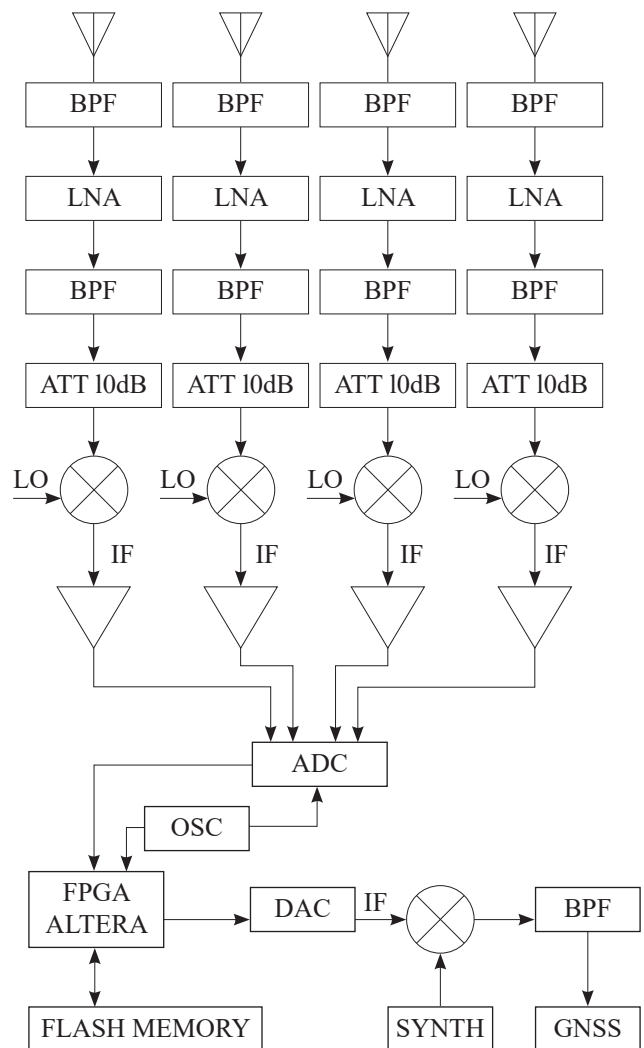 BPF BPF BPF BPF
LNA LNA LNA LNA
BPF BPF BPF BPF
ATT l0dB ATT l0dB ATT l0dB ATT l0dB
LO LO LO LO
IF IF IF IF
ADC
OSC
FPGA
ALTERA
DAC
IF
BPF
FLASH MEMORY
SYNTH
GNSS